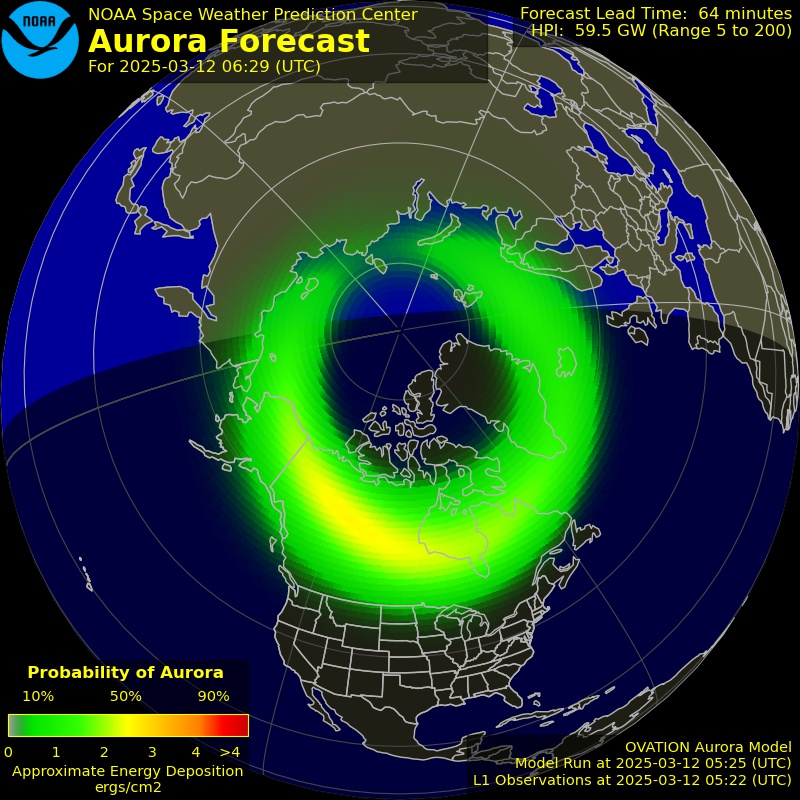 NOAA
NOAA Space Weather Prediction Center
Aurora Forecast
For 2025-03-12 06:29 (UTC)
Forecast Lead Time: 64 minutes
HPI: 59.5 GW (Range 5 to 200)
Probability of Aurora
10% 50% 90%
0 1 2 3 4 >4
Approximate Energy Deposition
ergs/cm2
OVATION Aurora Model
Model Run at 2025-03-12 05:25 (UTC)
L1 Observations at 2025-03-12 05:22 (UTC)